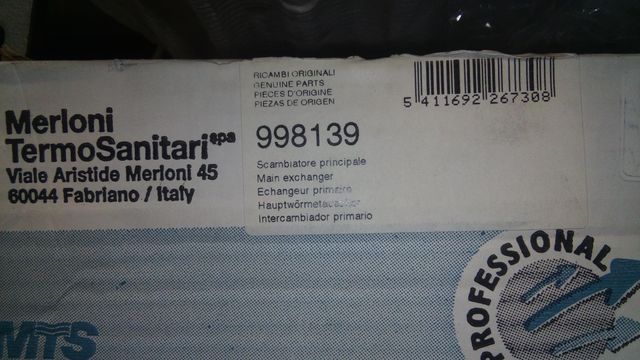 Merloni
TermoSanitari spa
Viale Aristide Merloni 45
60044 Fabriano / Italy
RICAMBI ORIGINALI
GENUINE PARTS
PIECES D'ORIGINE
PIEZAS DE ORIGEN
998139
Scambiatore principale
Main exchanger
Echangeur primaire
Intercambiador primario
5 411692 267308
MTS
PROFESSIONAL